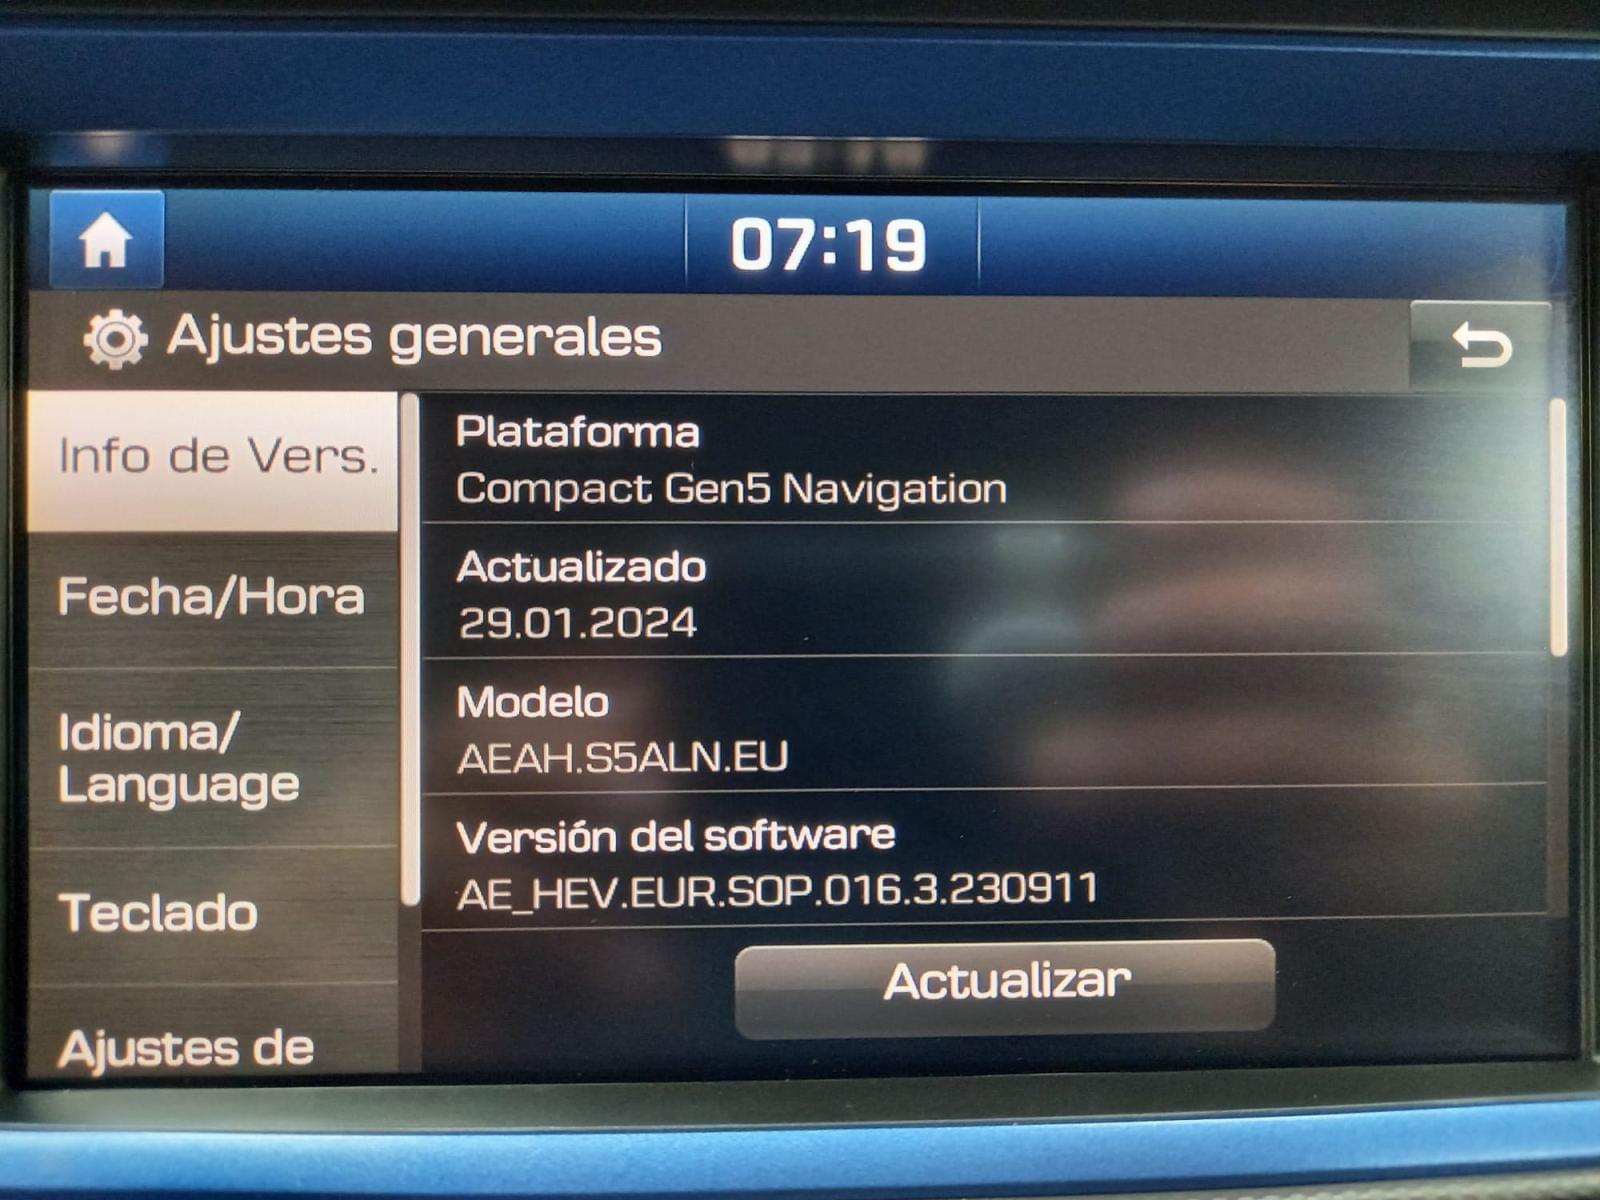 07:19
Ajustes generales
Info de Vers.
Fecha/Hora
Idioma/
Language
Teclado
Ajustes de
Plataforma
Compact Gen5 Navigation
Actualizado
29.01.2024
Modelo
AEAH.S5ALN.EU
Versión del software
AE_HEV.EUR.SOP.016.3.230911
Actualizar